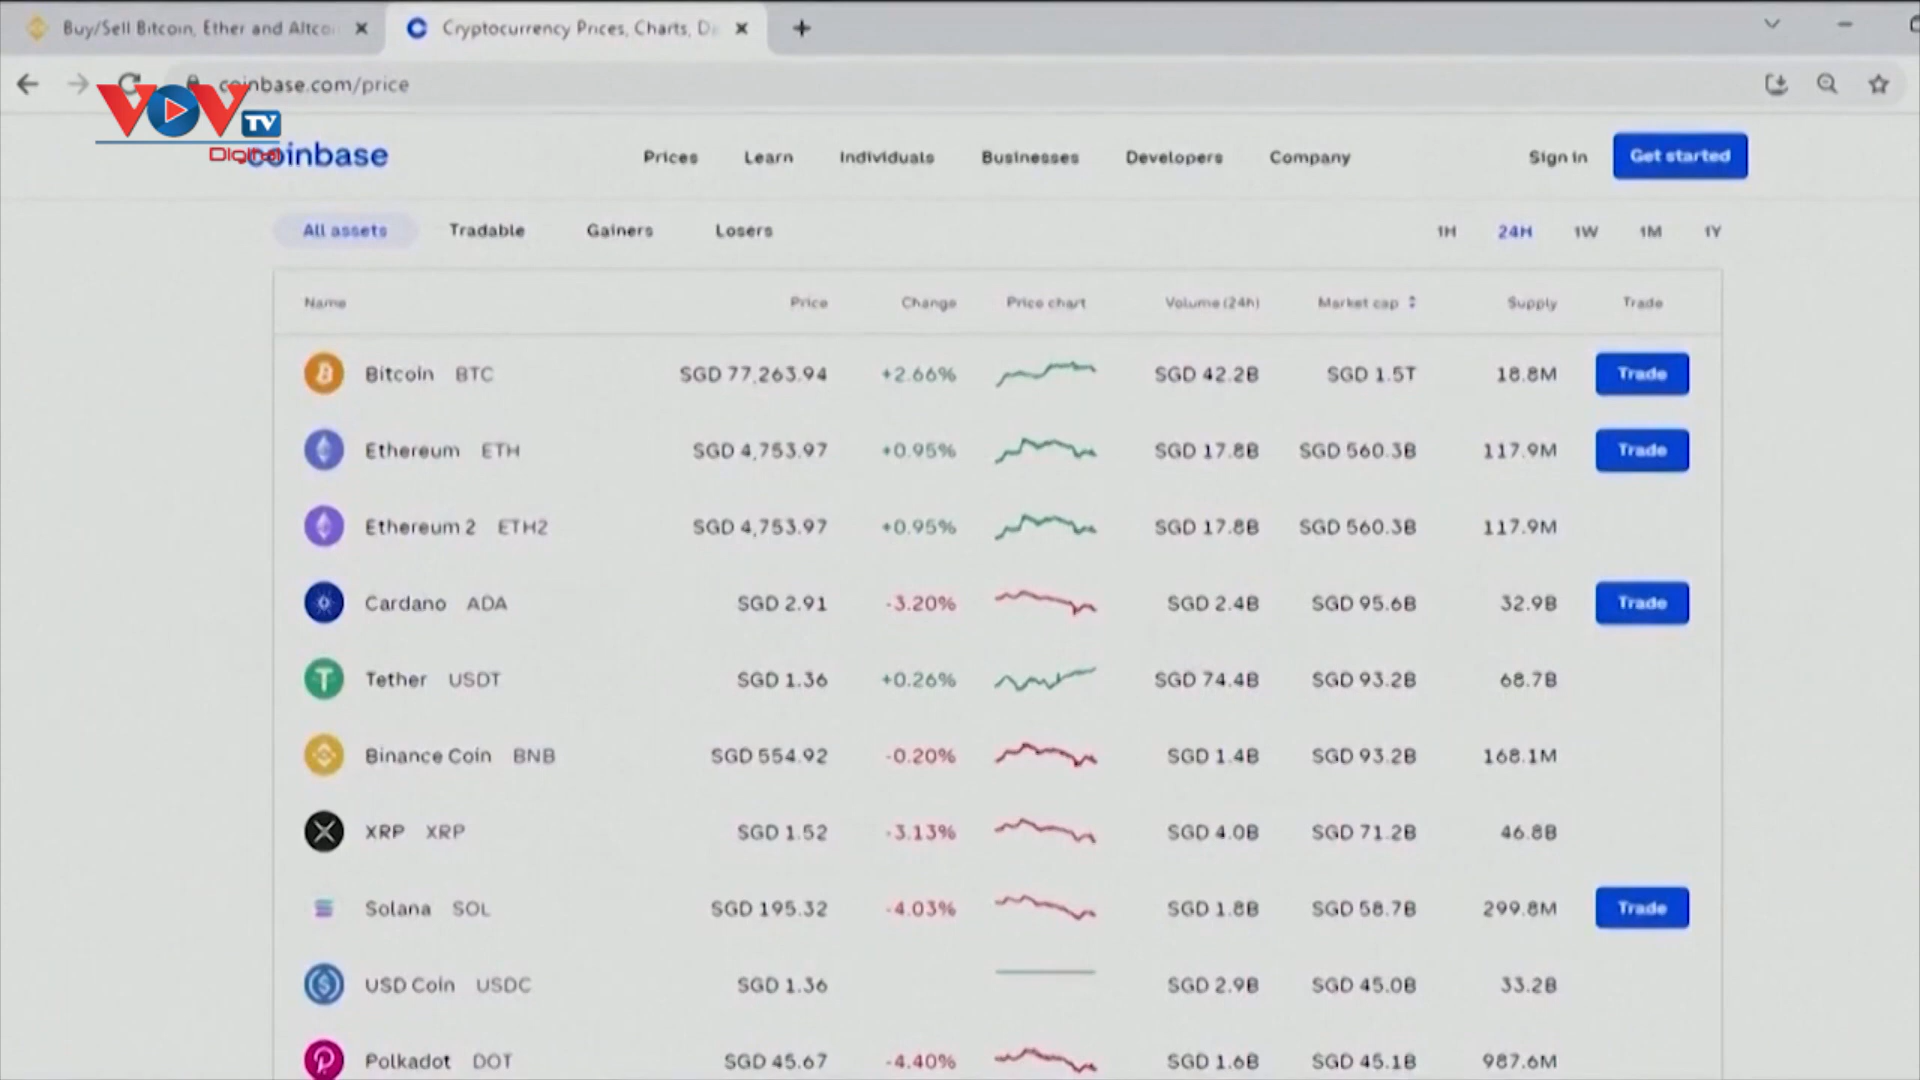 Buy/Sell Bitcoin, Ether and Altco
Cryptocurrency Prices, Charts, D
coinbase.com/price
VOV TV
Digital
coinbase
Prices Learn Individuals Businesses Developers Company Sign in Get started
All assets Tradable Gainers Losers 1H 24H 1W 1M 1Y
Name Price Change Price chart Volume (24h) Market cap Supply Trade
Bitcoin BTC SGD 77,263.94 +2.66% SGD 42.2B SGD 1.5T 18.8M Trade
Ethereum ETH SGD 4,753.97 +0.95% SGD 17.8B SGD 560.3B 117.9M Trade
Ethereum 2 ETH2 SGD 4,753.97 +0.95% SGD 17.8B SGD 560.3B 117.9M
Cardano ADA SGD 2.91 -3.20% SGD 2.4B SGD 95.6B 32.9B Trade
Tether USDT SGD 1.36 +0.26% SGD 74.4B SGD 93.2B 68.7B
Binance Coin BNB SGD 554.92 -0.20% SGD 1.4B SGD 93.2B 168.1M
XRP XRP SGD 1.52 -3.13% SGD 4.0B SGD 71.2B 46.8B
Solana SOL SGD 195.32 -4.03% SGD 1.8B SGD 58.7B 299.8M Trade
USD Coin USDC SGD 1.36 SGD 2.9B SGD 45.0B 33.2B
Polkadot DOT SGD 45.67 -4.40% SGD 1.6B SGD 45.1B 987.6M